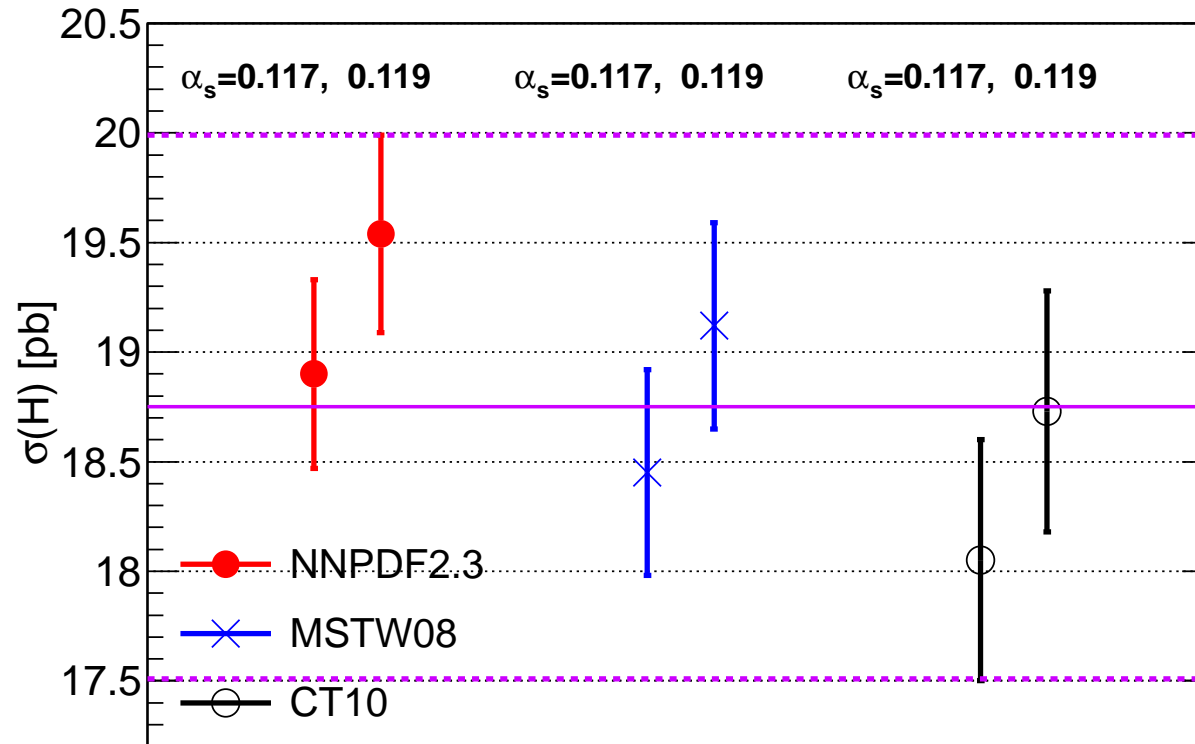 20.5
αs=0.117, 0.119 αs=0.117, 0.119 αs=0.117, 0.119
20
19.5
19
18.5
18
17.5
σ(H) [pb]
NNPDF2.3
MSTW08
CT10